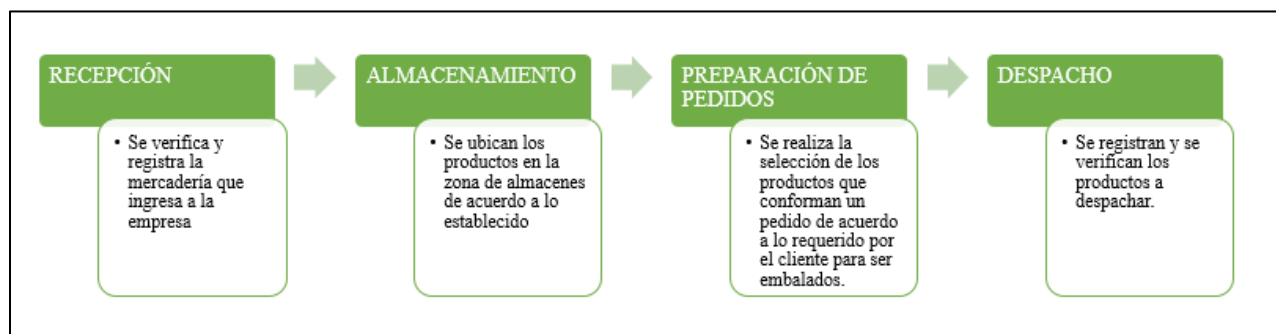 RECEPCIÓN
• Se verifica y
registra la
mercadería que
ingresa a la
empresa
ALMACENAMIENTO
• Se ubican los
productos en la
zona de almacenes
de acuerdo a lo
establecido
PREPARACIÓN DE
PEDIDOS
• Se realiza la
selección de los
productos que
conforman un
pedido de acuerdo
a lo requerido por
el cliente para ser
embalados.
DESPACHO
• Se registran y se
verifican los
productos a
despachar.